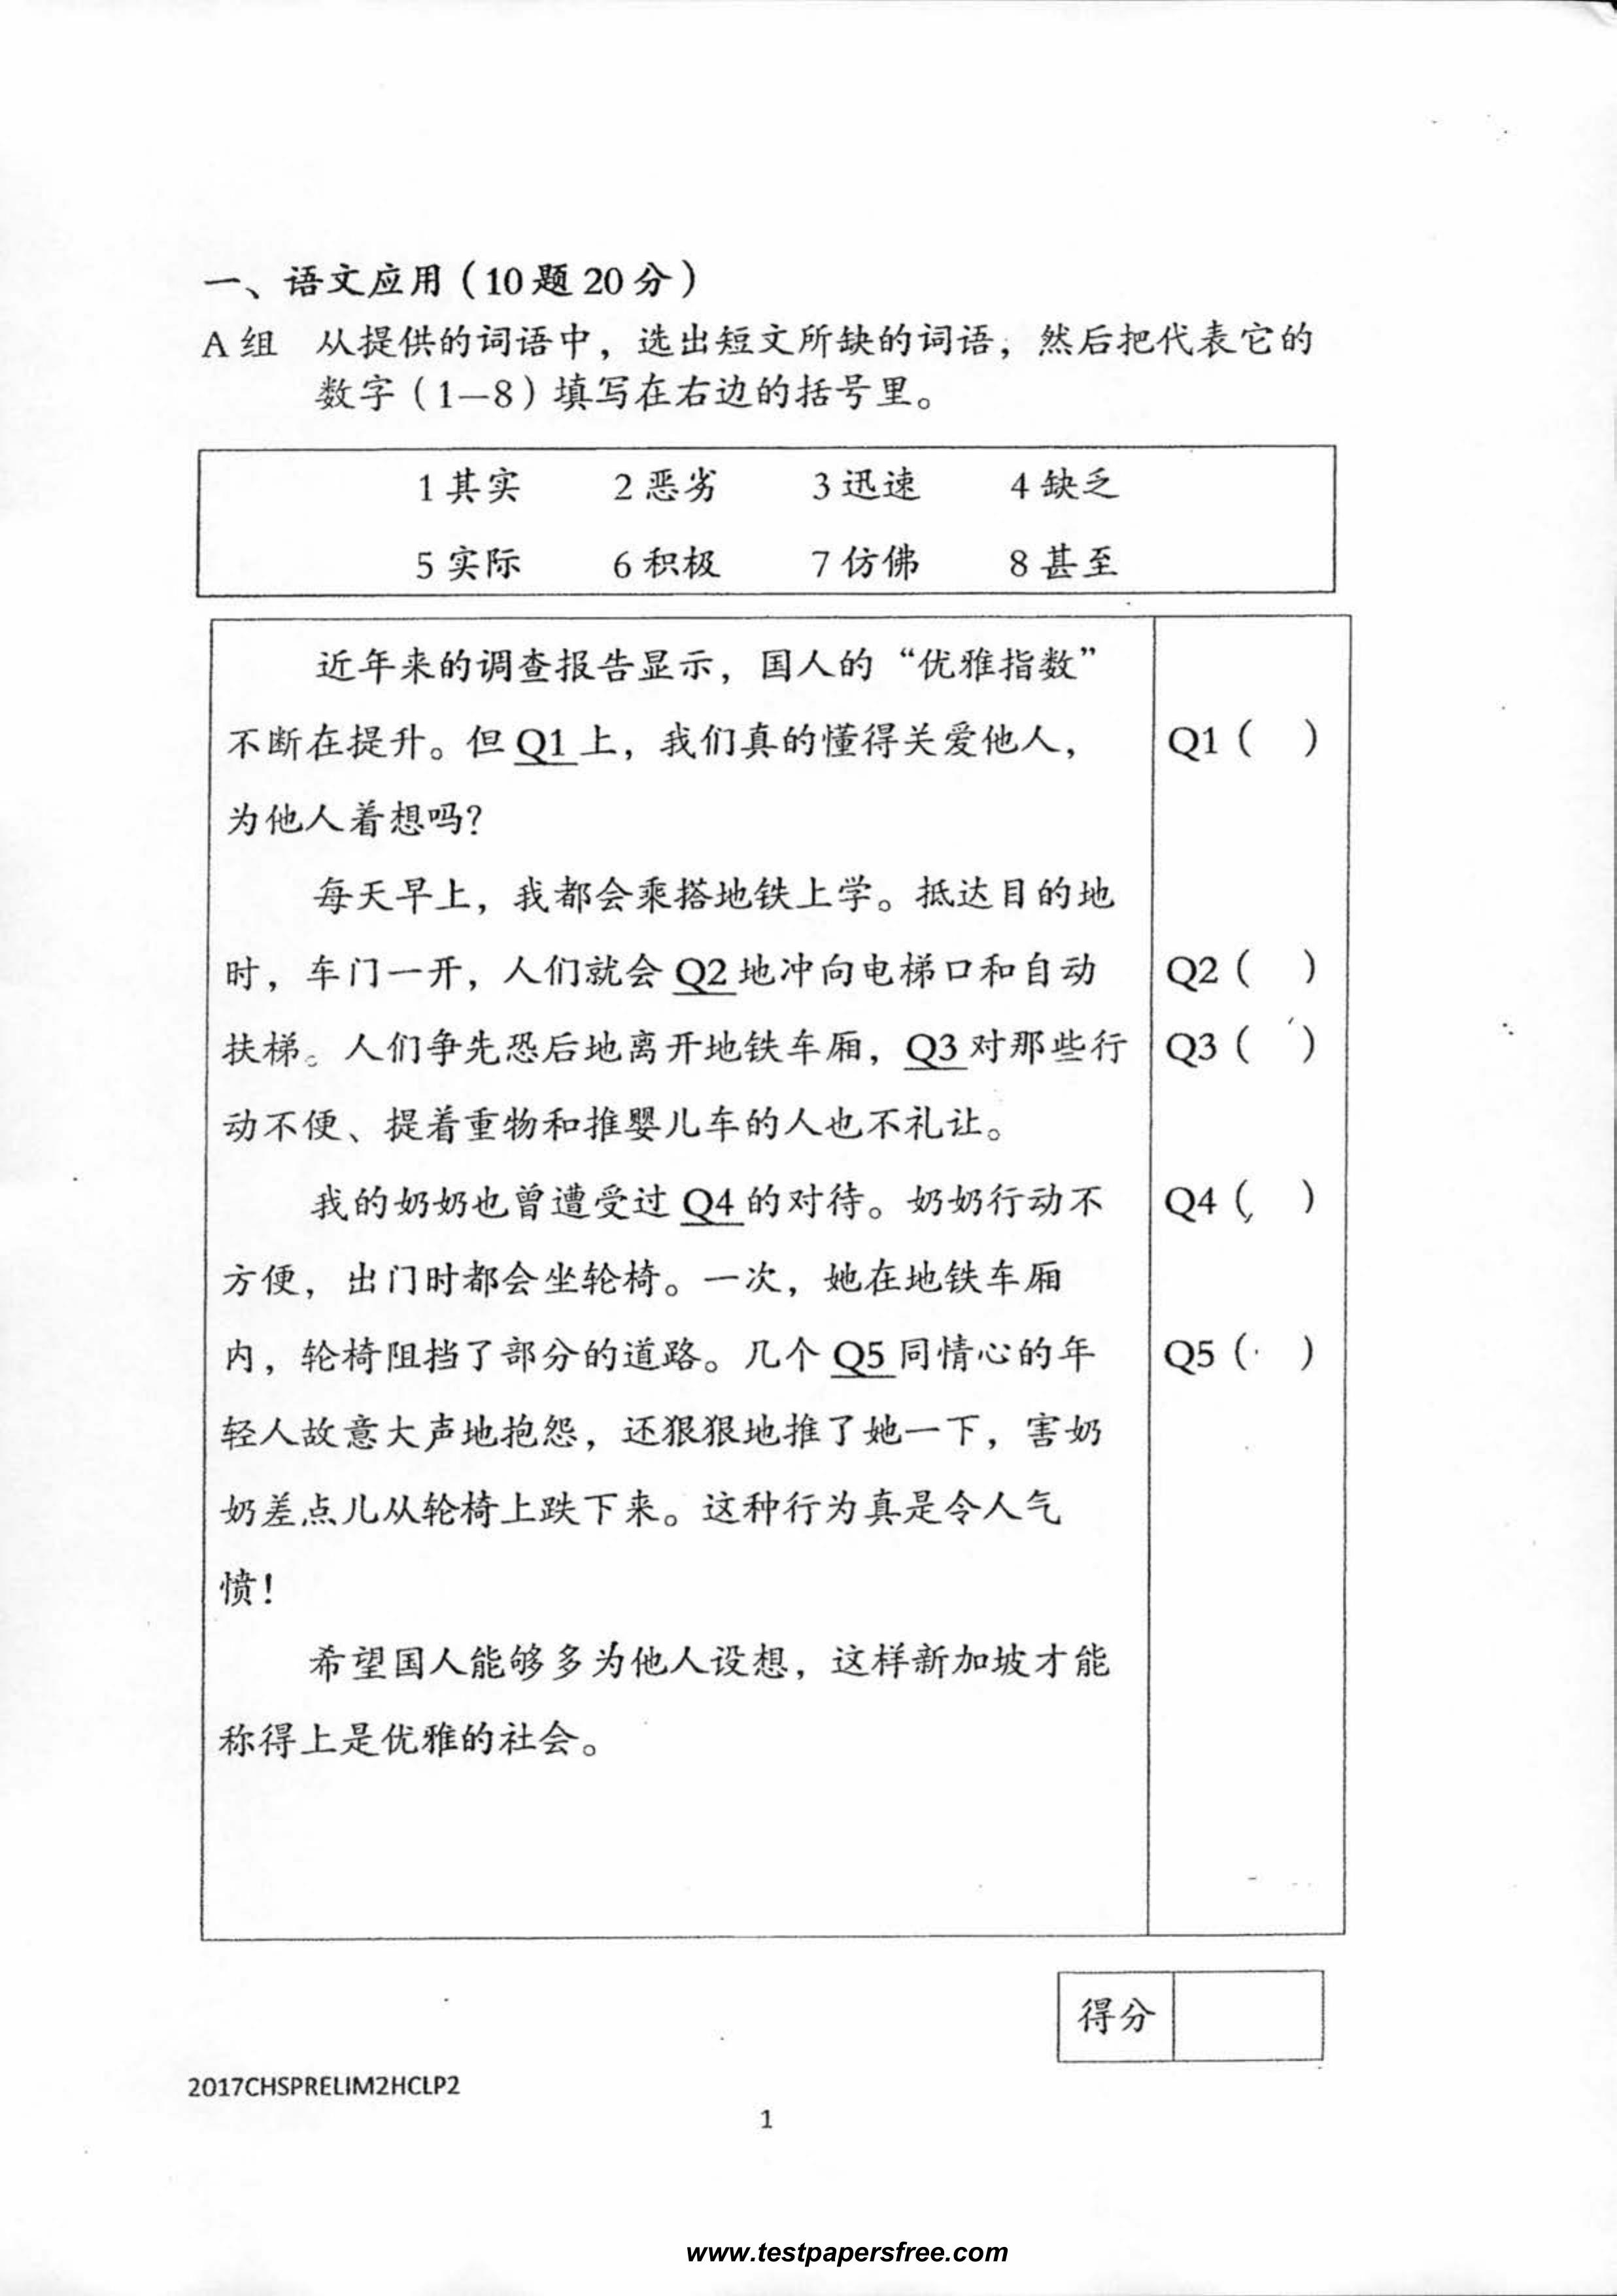 一、语文应用（10题20分）
A组 从提供的词语中，选出短文所缺的词语，然后把代表它的
数字（1—8）填写在右边的括号里。
1其实 2恶劣 3迅速 4缺乏
5实际 6积极 7仿佛 8甚至
近年来的调查报告显示，国人的“优雅指数”
不断在提升。但Q1上，我们真的懂得关爱他人， Q1（ ）
为他人着想吗？
每天早上，我都会乘搭地铁上学。抵达目的地
时，车门一开，人们就会Q2地冲向电梯口和自动 Q2（ ）
扶梯。人们争先恐后地离开地铁车厢，Q3对那些行 Q3（ ）
动不便、提着重物和推婴儿车的人也不礼让。
我的奶奶也曾遭受过Q4的对待。奶奶行动不 Q4（ ）
方便，出门时都会坐轮椅。一次，她在地铁车厢
内，轮椅阻挡了部分的道路。几个Q5同情心的年 Q5（ ）
轻人故意大声地抱怨，还狠狠地推了她一下，害奶
奶差点儿从轮椅上跌下来。这种行为真是令人气
愤！
希望国人能够多为他人设想，这样新加坡才能
称得上是优雅的社会。
得分
2017CHSPRELIM2HCLP2
1
www.testpapersfree.com